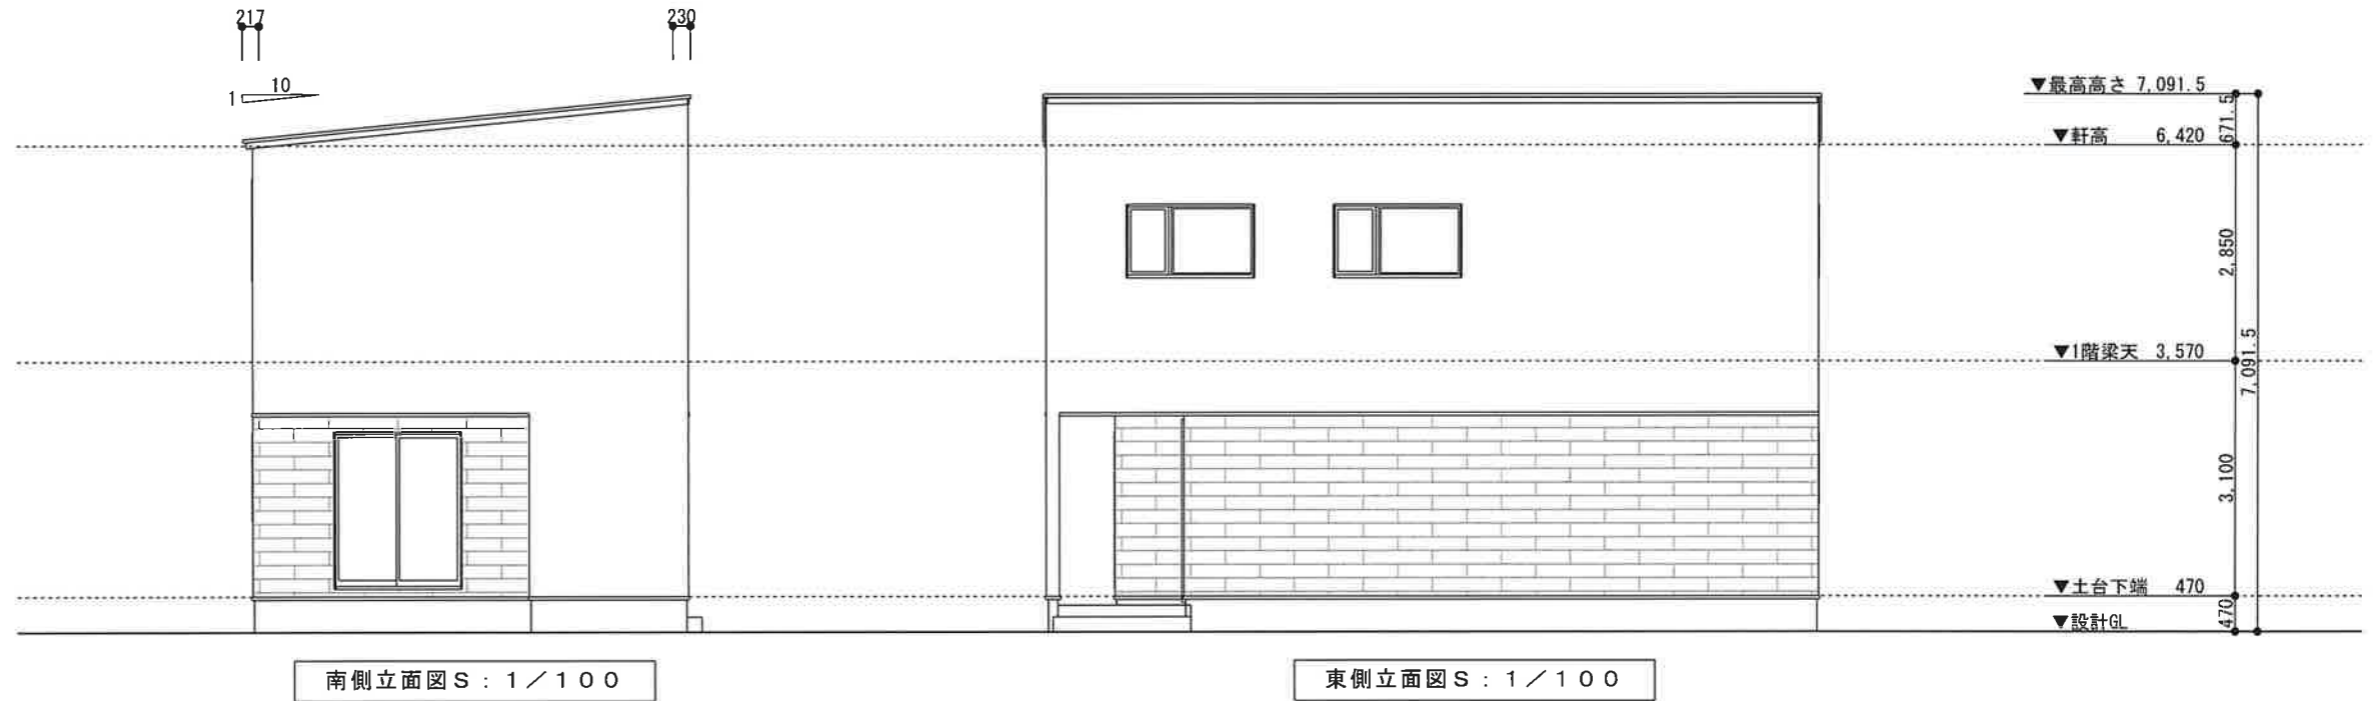 217
230
10
1
▼最高高さ 7,091.5
671.5
▼軒高 6,420
2,850
▼1階梁天 3,570
7,091.5
3,100
▼土台下端 470
470
▼設計GL
南側立面図S:1/100
東側立面図S:1/100